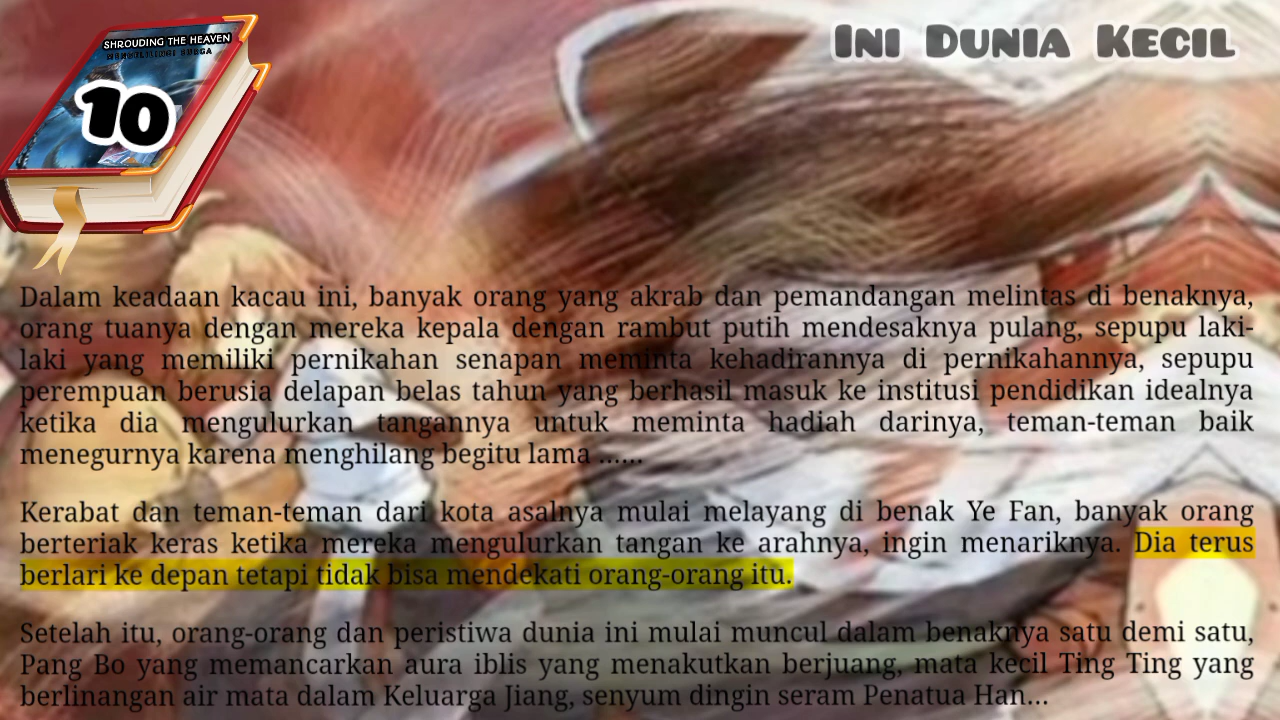 SHROUDING THE HEAVEN
10
INI DUNIA KECIL
Dalam keadaan kacau ini, banyak orang yang akrab dan pemandangan melintas di benaknya,
orang tuanya dengan mereka kepala dengan rambut putih mendesaknya pulang, sepupu laki-
laki yang memiliki pernikahan senapan meminta kehadirannya di pernikahannya, sepupu
perempuan berusia delapan belas tahun yang berhasil masuk ke institusi pendidikan idealnya
ketika dia mengulurkan tangannya untuk meminta hadiah darinya, teman-teman baik
menegurnya karena menghilang begitu lama ......
Kerabat dan teman-teman dari kota asalnya mulai melayang di benak Ye Fan, banyak orang
berteriak keras ketika mereka mengulurkan tangan ke arahnya, ingin menariknya. Dia terus
berlari ke depan tetapi tidak bisa mendekati orang-orang itu.
Setelah itu, orang-orang dan peristiwa dunia ini mulai muncul dalam benaknya satu demi satu,
Pang Bo yang memancarkan aura iblis yang menakutkan berjuang, mata kecil Ting Ting yang
berlinangan air mata dalam Keluarga Jiang, senyum dingin seram Penatua Han...